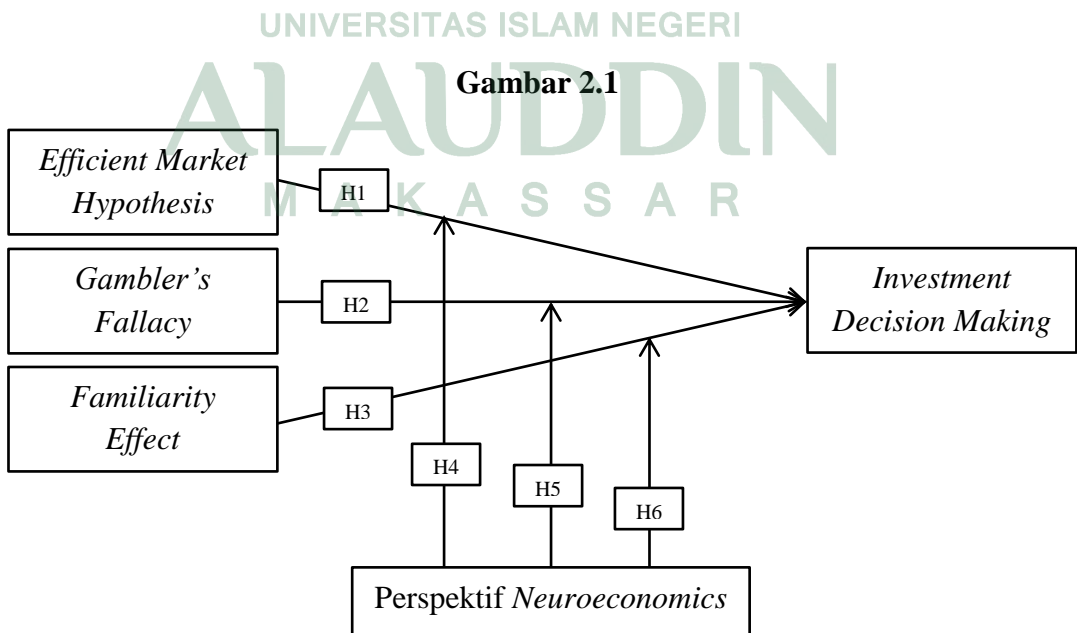 UNIVERSITAS ISLAM NEGERI
ALAUDDIN
MAKASSAR
Gambar 2.1
Efficient Market
Hypothesis
H1
Gambler’s
Fallacy
H2
Investment
Decision Making
Familiarity
Effect
H3
H4
H5
H6
Perspektif Neuroeconomics